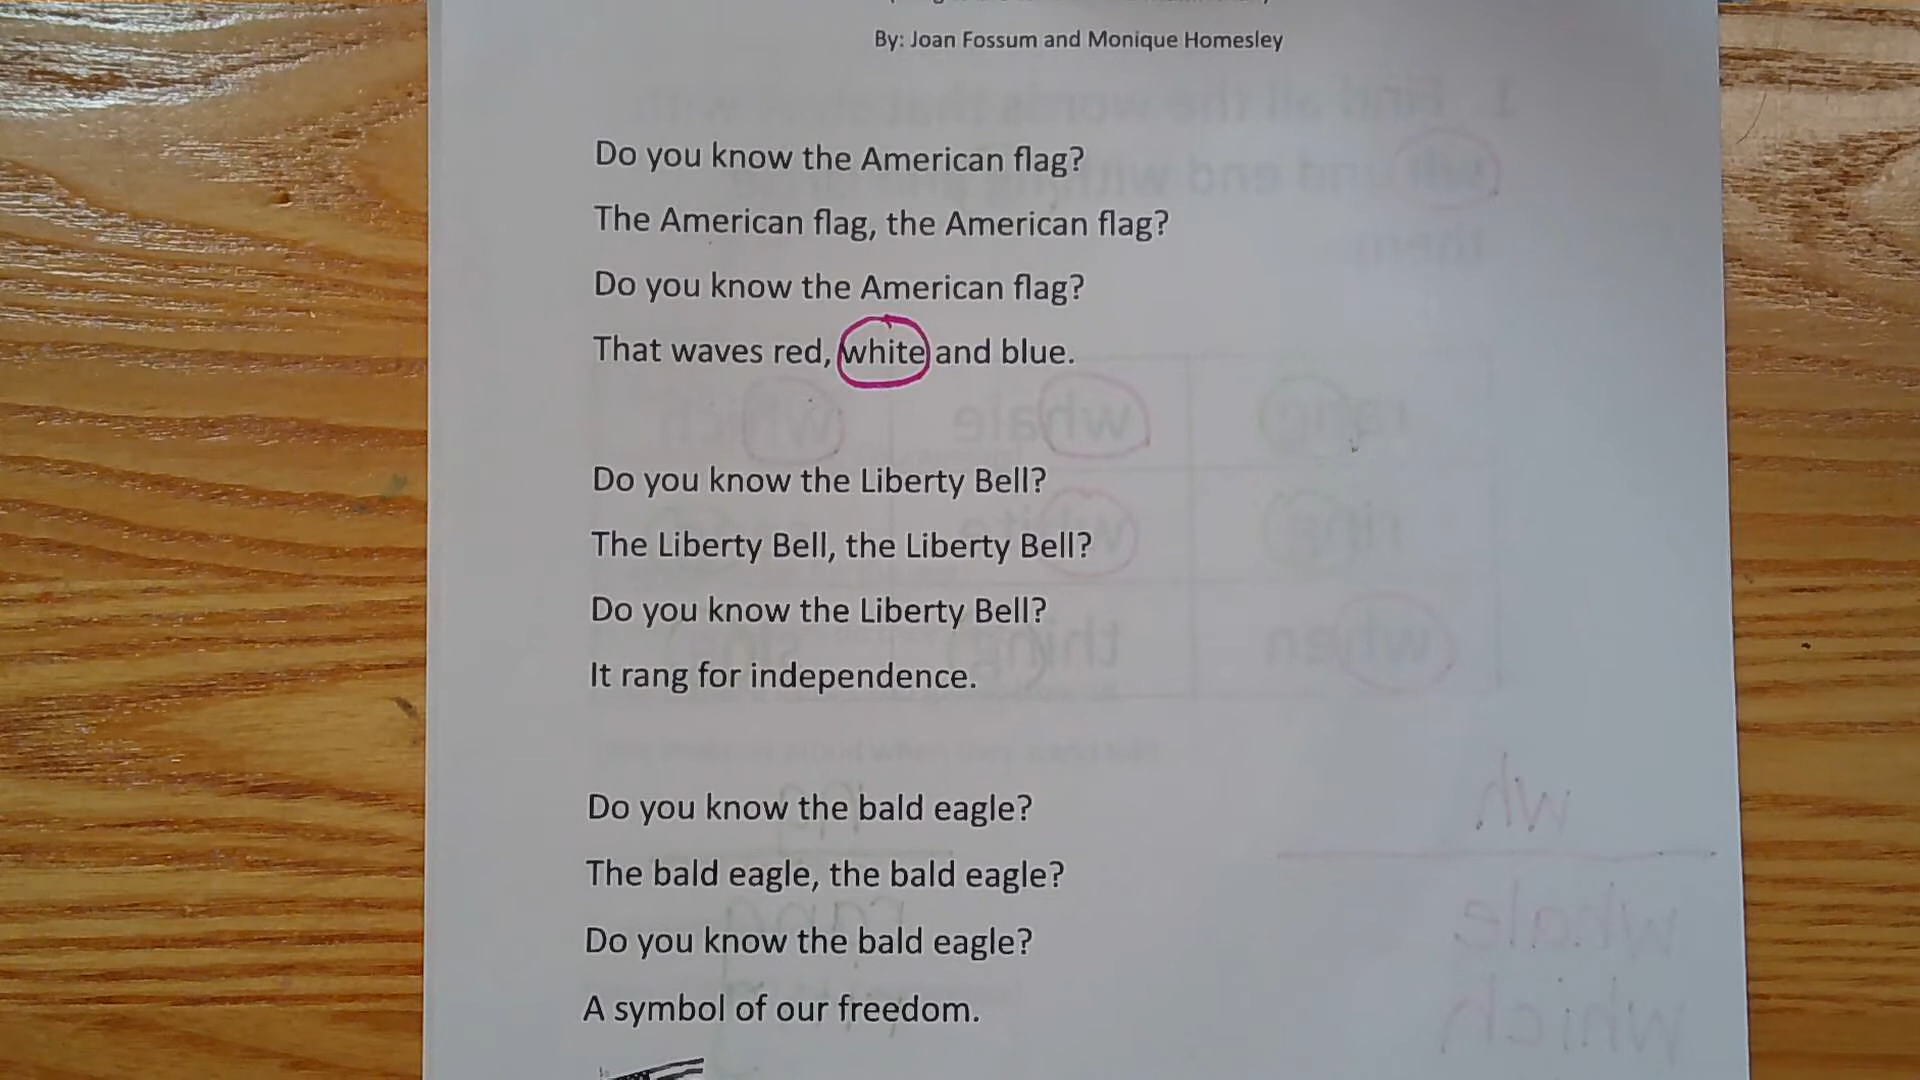 By: Joan Fossum and Monique Homesley
Do you know the American flag?
The American flag, the American flag?
Do you know the American flag?
That waves red, white and blue.
Do you know the Liberty Bell?
The Liberty Bell, the Liberty Bell?
Do you know the Liberty Bell?
It rang for independence.
Do you know the bald eagle?
The bald eagle, the bald eagle?
Do you know the bald eagle?
A symbol of our freedom.